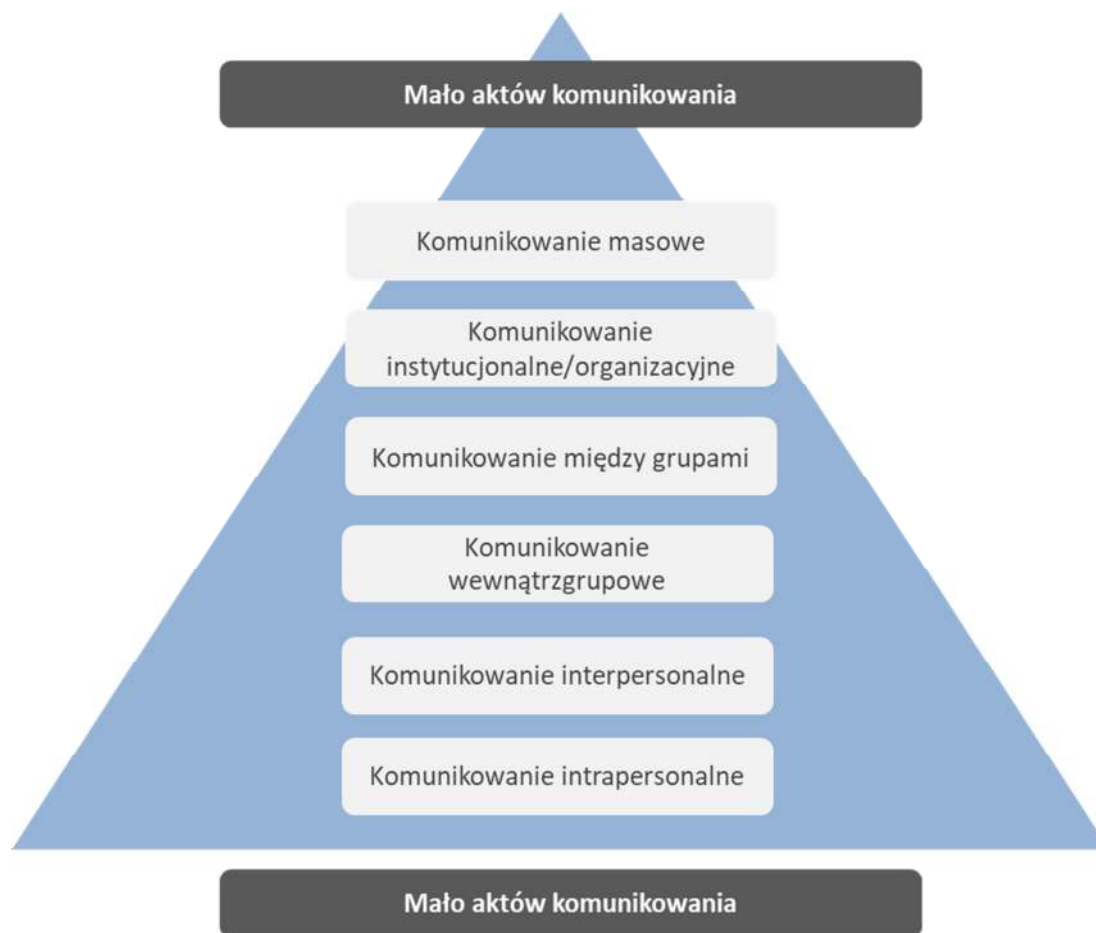 Mało aktów komunikowania
Komunikowanie masowe
Komunikowanie
instytucjonalne/organizacyjne
Komunikowanie między grupami
Komunikowanie
wewnątrzgrupowe
Komunikowanie interpersonalne
Komunikowanie intrapersonalne
Mało aktów komunikowania